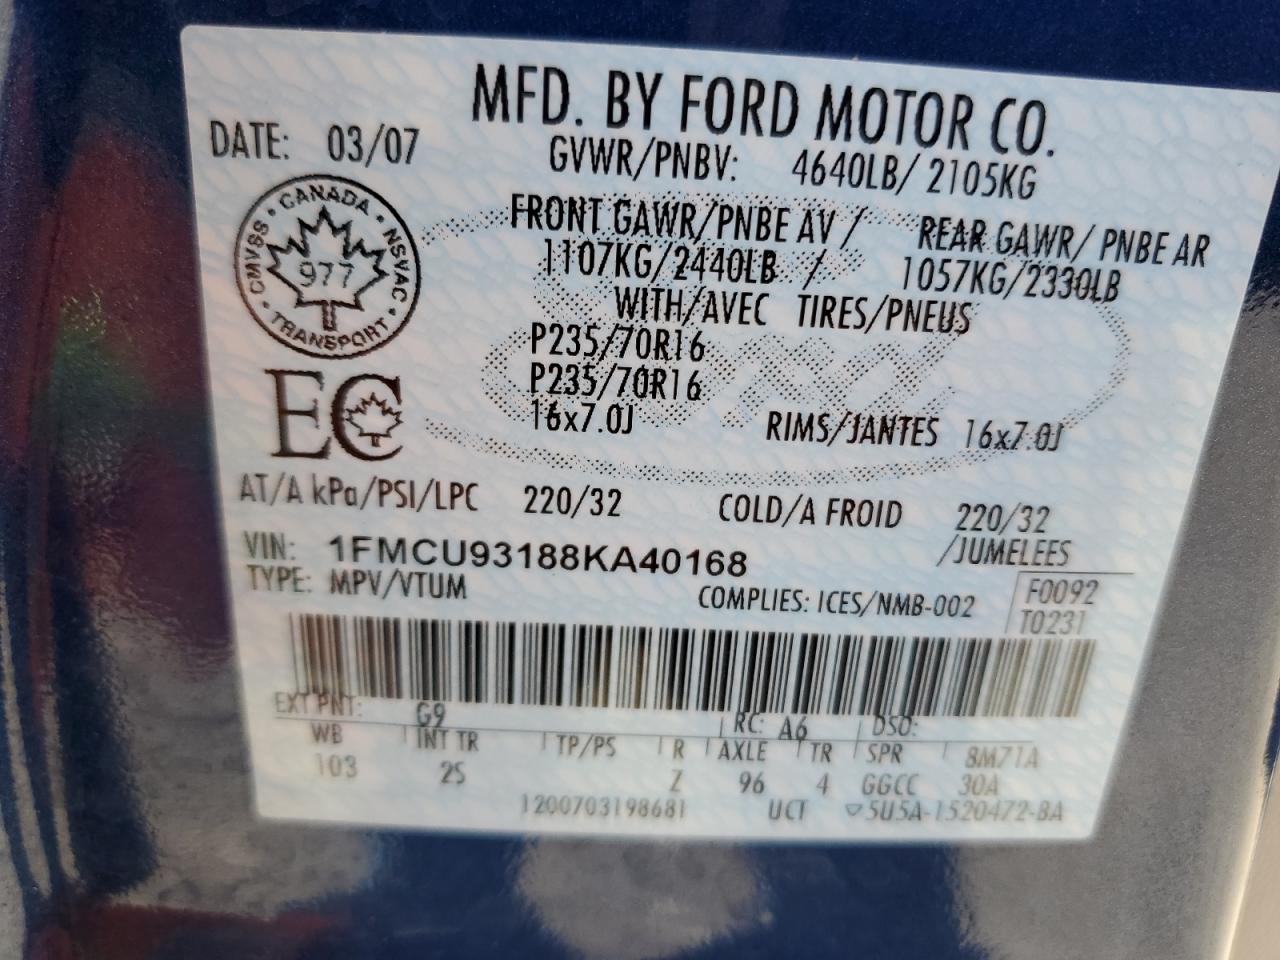 MFD. BY FORD MOTOR CO.
DATE: 03/07
GVWR/PNBV: 4640LB/ 2105KG
CMVSS • CANADA • NSVAC • TRANSPORT •
977
FRONT GAWR/PNBE AV / REAR GAWR/ PNBE AR
1107KG/2440LB / 1057KG/2330LB
WITH/AVEC TIRES/PNEUS
P235/70R16
P235/70R16
16x7.0J RIMS/JANTES 16x7.0J
EC
AT/A kPa/PSI/LPC 220/32 COLD/A FROID 220/32
VIN: 1FMCU93188KA40168 /JUMELEES
TYPE: MPV/VTUM COMPLIES: ICES/NMB-002 F0092
T0231
EXT PNT: G9 RC: A6 DSO:
WB INT TR TP/PS R AXLE TR SPR 8M71A
103 2S Z 96 4 GGCC 30A
1200703198681 UCT 5U5A-1520472-BA